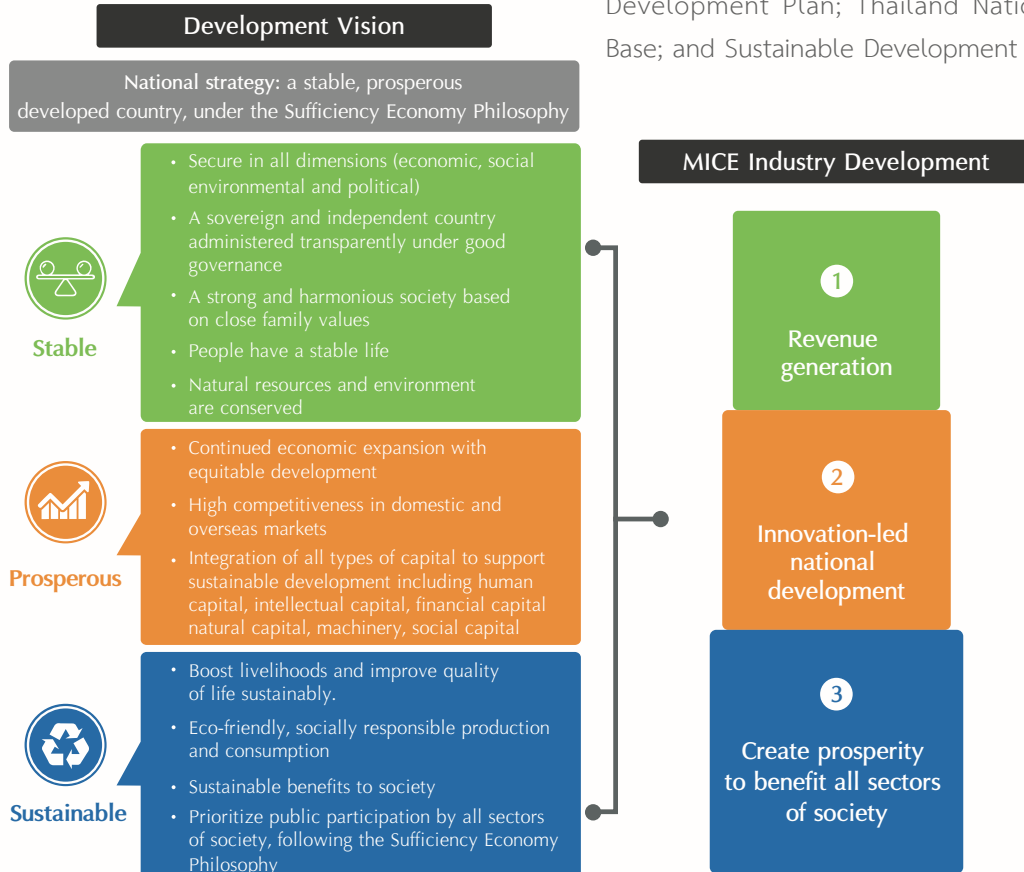 Development Plan; Thailand Natio
Base; and Sustainable Development
Development Vision
National strategy: a stable, prosperous
developed country, under the Sufficiency Economy Philosophy
Stable
• Secure in all dimensions (economic, social
environmental and political)
• A sovereign and independent country
administered transparently under good
governance
• A strong and harmonious society based
on close family values
• People have a stable life
• Natural resources and environment
are conserved
Prosperous
• Continued economic expansion with
equitable development
• High competitiveness in domestic and
overseas markets
• Integration of all types of capital to support
sustainable development including human
capital, intellectual capital, financial capital
natural capital, machinery, social capital
Sustainable
• Boost livelihoods and improve quality
of life sustainably.
• Eco-friendly, socially responsible production
and consumption
• Sustainable benefits to society
• Prioritize public participation by all sectors
of society, following the Sufficiency Economy
Philosophy
MICE Industry Development
1
Revenue
generation
2
Innovation-led
national
development
3
Create prosperity
to benefit all sectors
of society